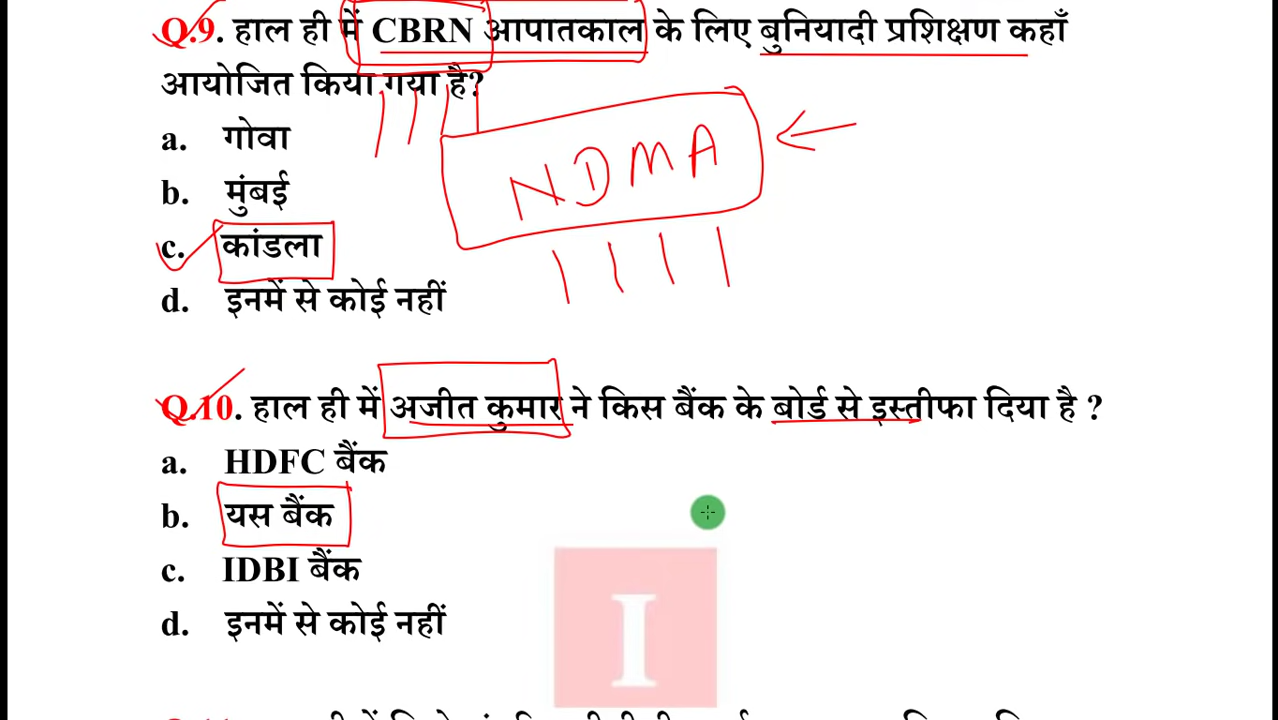 Q.9. हाल ही में CBRN आपातकाल के लिए बुनियादी प्रशिक्षण कहाँ
आयोजित किया गया है?
a. गोवा
NDMA
b. मुंबई
c. कांडला
d. इनमें से कोई नहीं
Q.10. हाल ही में अजीत कुमार ने किस बैंक के बोर्ड से इस्तीफा दिया है ?
a. HDFC बैंक
b. यस बैंक
c. IDBI बैंक
I
d. इनमें से कोई नहीं